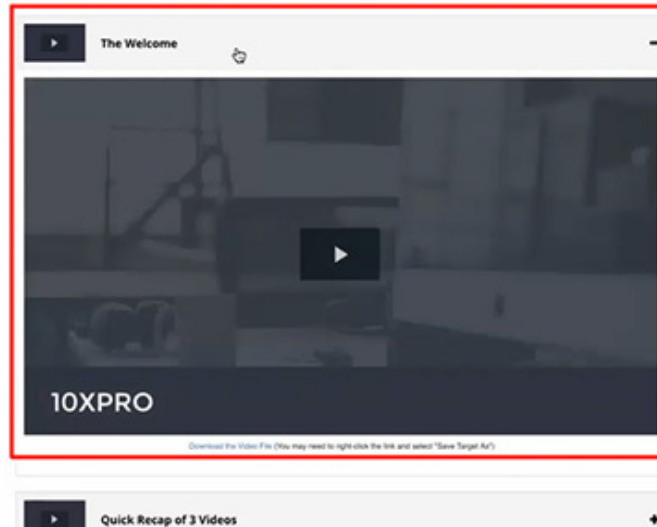 The Welcome
10XPRO
Download the Video File (You may need to right-click the link and select "Save Target As")
Quick Recap of 3 Videos